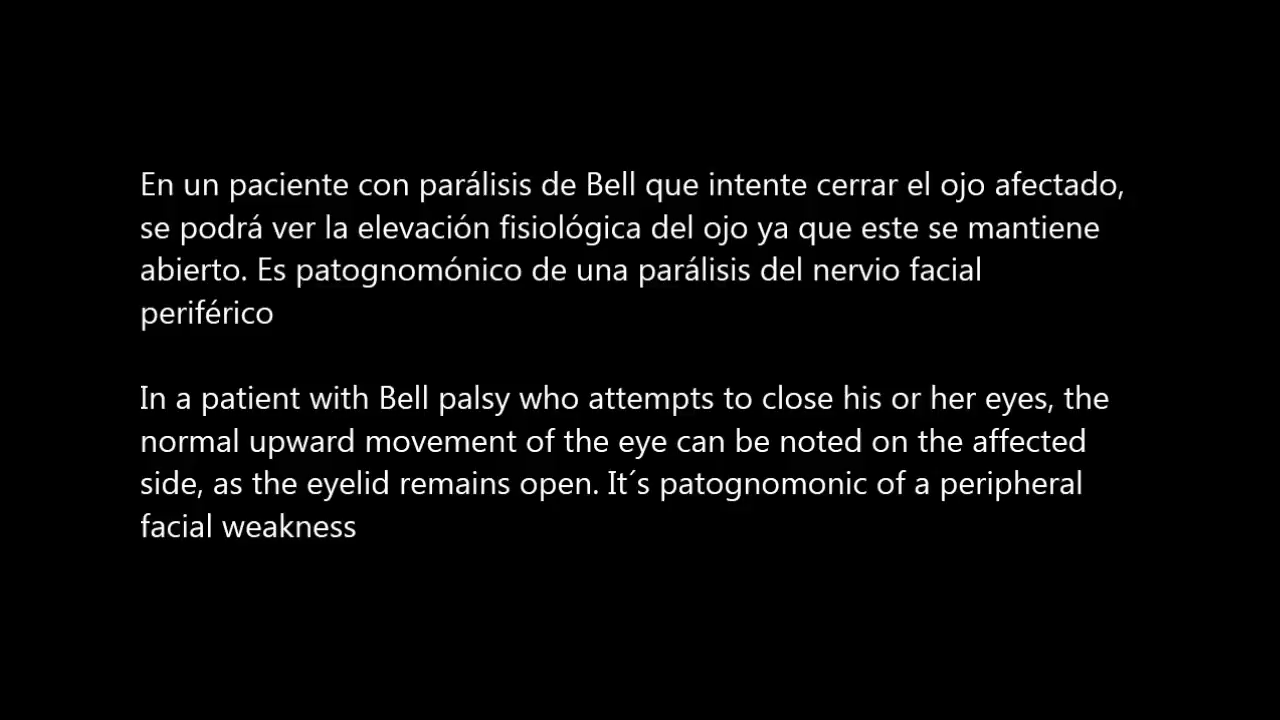 En un paciente con parálisis de Bell que intente cerrar el ojo afectado,
se podrá ver la elevación fisiológica del ojo ya que este se mantiene
abierto. Es patognomónico de una parálisis del nervio facial
periférico
In a patient with Bell palsy who attempts to close his or her eyes, the
normal upward movement of the eye can be noted on the affected
side, as the eyelid remains open. It´s patognomonic of a peripheral
facial weakness